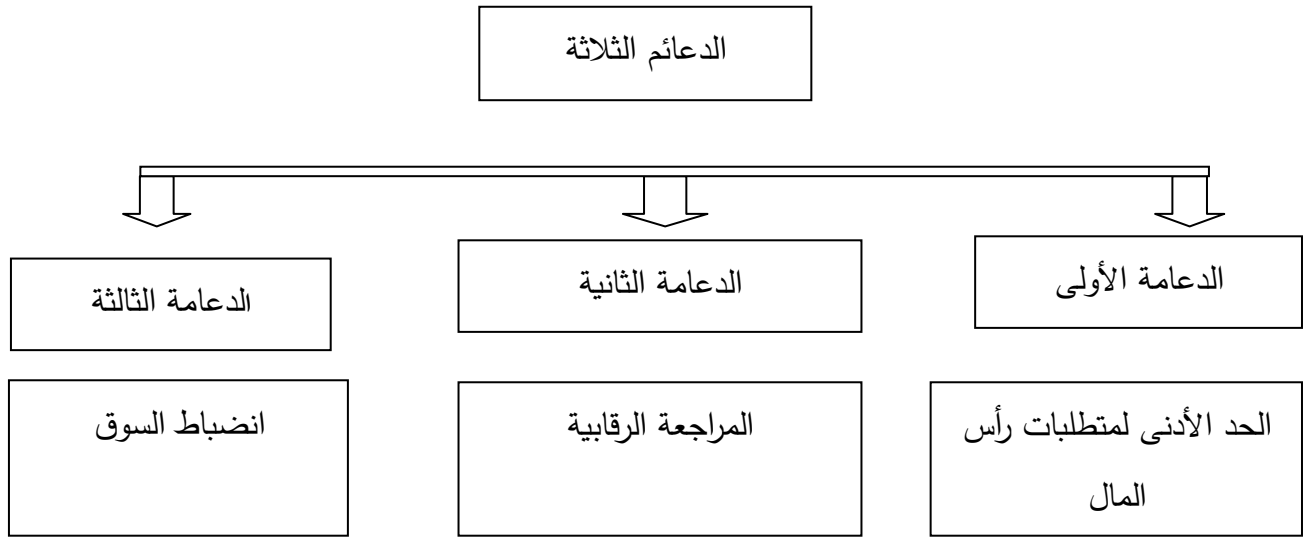 الدعائم الثلاثة
الدعامة الأولى
الدعامة الثانية
الدعامة الثالثة
الحد الأدنى لمتطلبات رأس
المال
المراجعة الرقابية
انضباط السوق